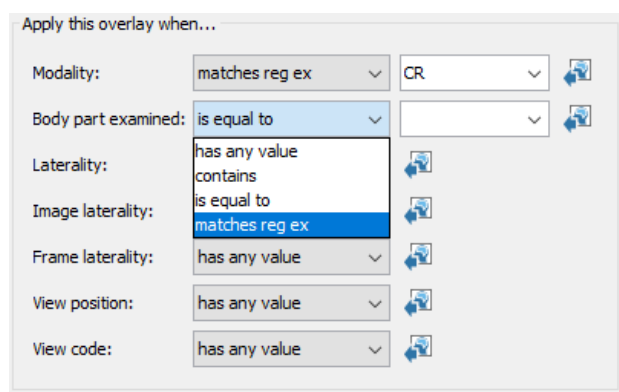 Apply this overlay when...
Modality: matches reg ex CR
Body part examined: is equal to
has any value
Laterality:
contains
is equal to
Image laterality:
matches reg ex
Frame laterality: has any value
View position: has any value
View code: has any value